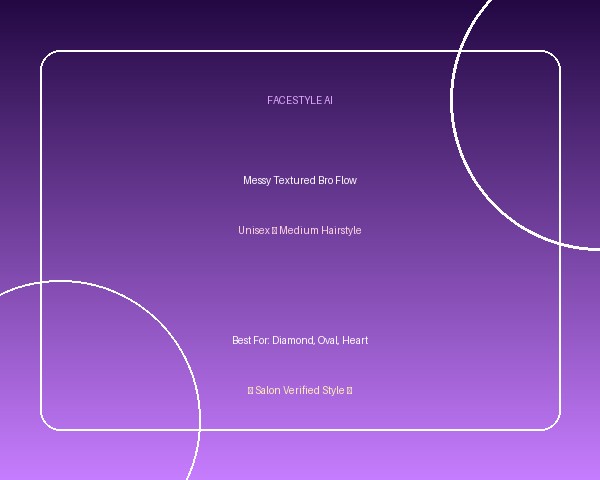 FACESTYLE AI
Messy Textured Bro Flow
Unisex Medium Hairstyle
Best For: Diamond, Oval, Heart
Salon Verified Style